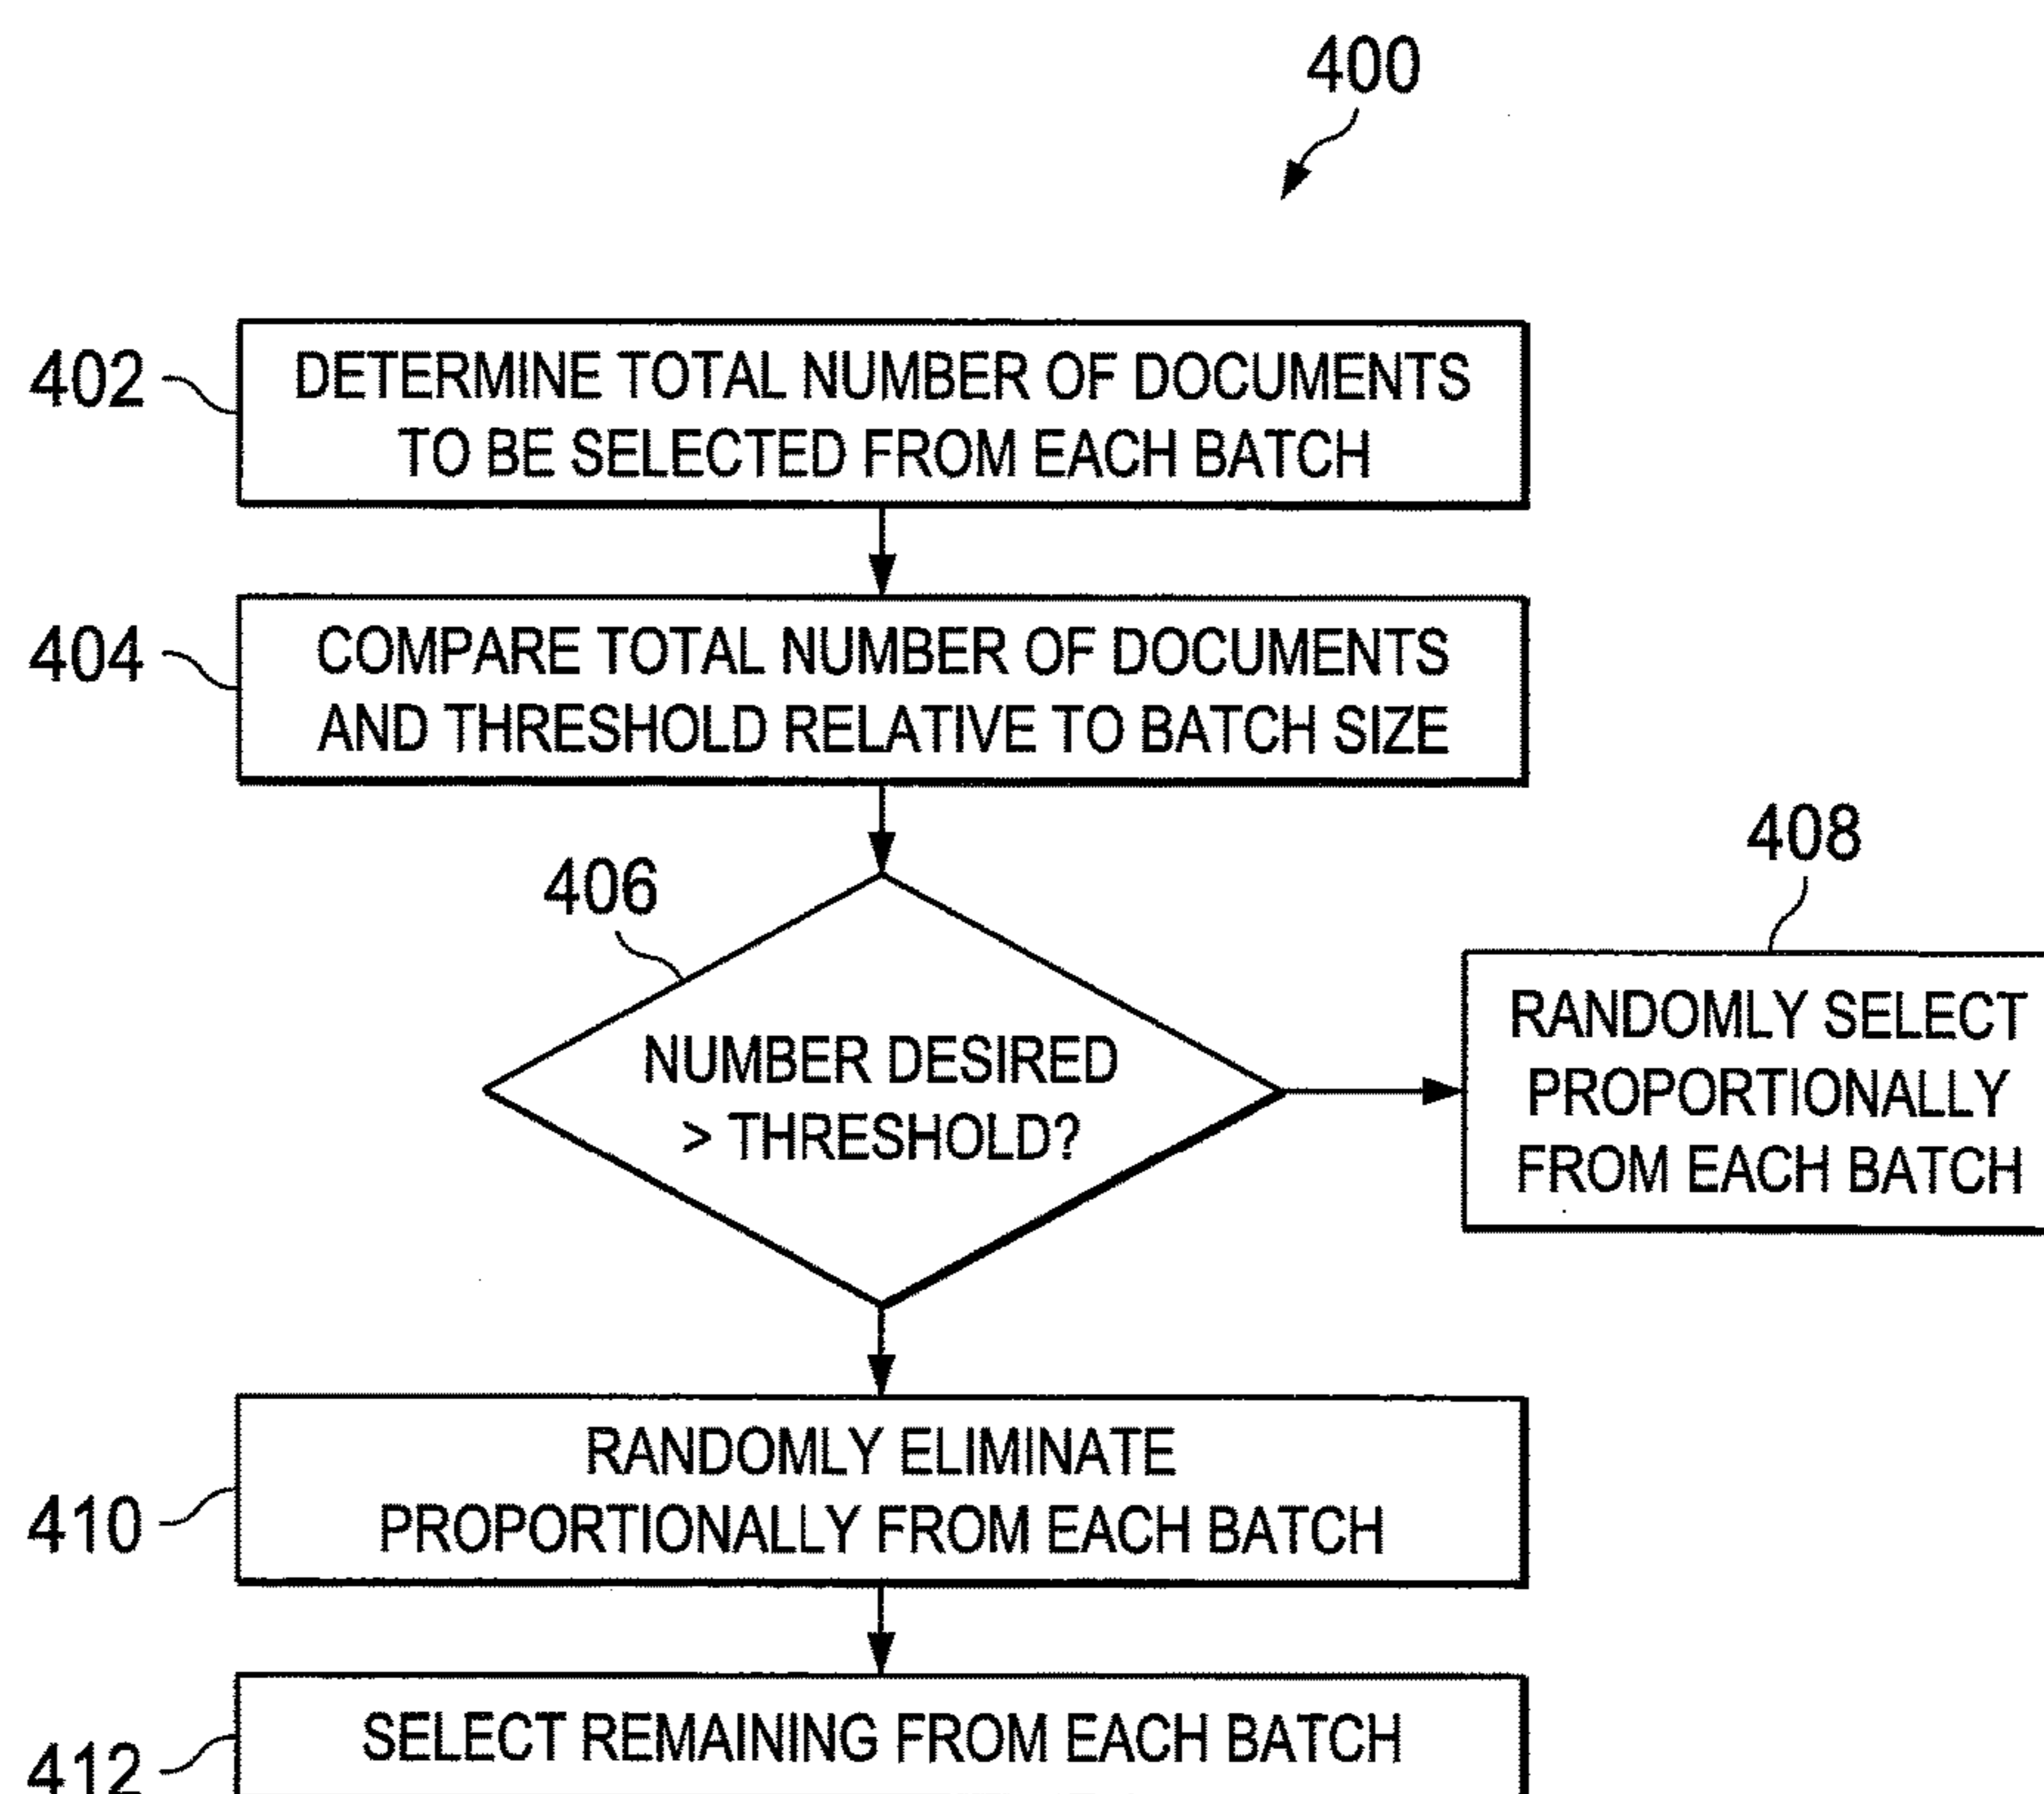 400
402
DETERMINE TOTAL NUMBER OF DOCUMENTS
TO BE SELECTED FROM EACH BATCH
404
COMPARE TOTAL NUMBER OF DOCUMENTS
AND THRESHOLD RELATIVE TO BATCH SIZE
406
NUMBER DESIRED
> THRESHOLD?
408
RANDOMLY SELECT
PROPORTIONALLY
FROM EACH BATCH
410
RANDOMLY ELIMINATE
PROPORTIONALLY FROM EACH BATCH
412
SELECT REMAINING FROM EACH BATCH